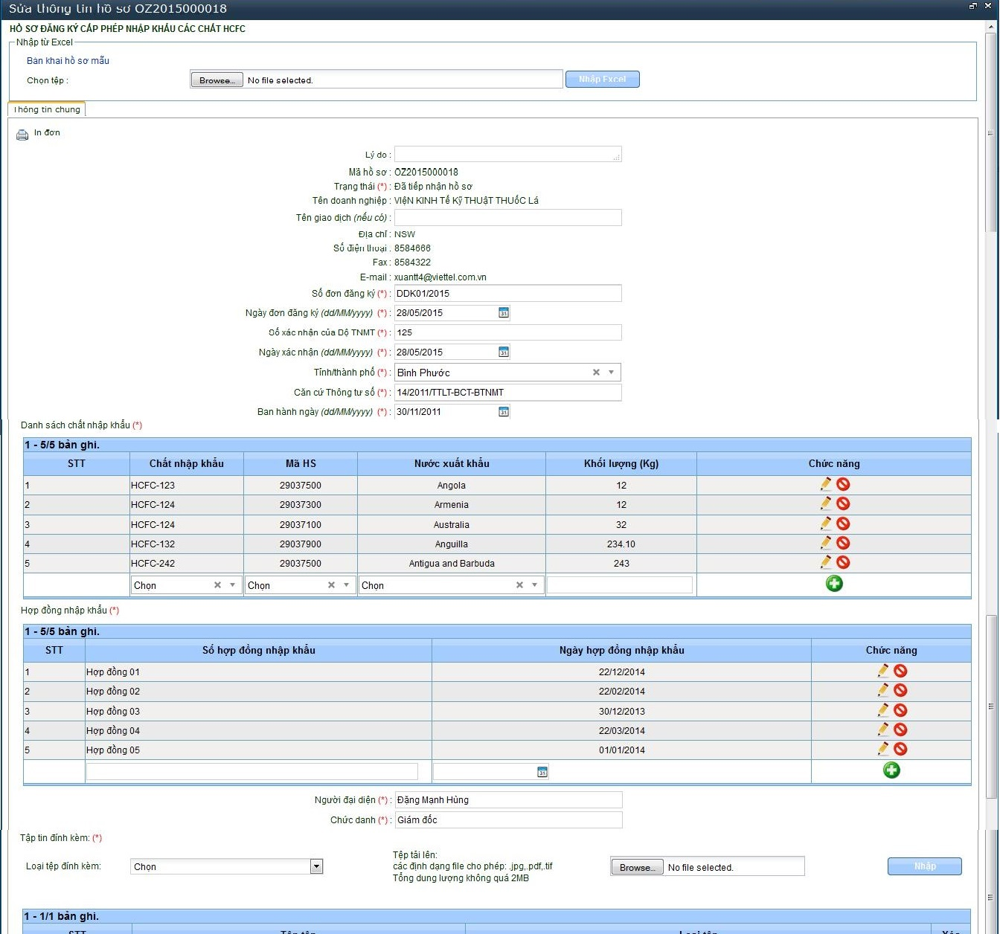 Sửa thông tin hồ sơ OZ2015000018
HỒ SƠ ĐĂNG KÝ CẤP PHÉP NHẬP KHẨU CÁC CHẤT HCFC
Nhập từ Excel
Bản khai hồ sơ mẫu
Chọn tệp : Browse... No file selected. Nhập Excel
Thông tin chung
In đơn
Lý do :
Mã hồ sơ : OZ2015000018
Trạng thái (*) : Đã tiếp nhận hồ sơ
Tên doanh nghiệp : VIệN KINH Tế Kỹ THUậT THUốC Lá
Tên giao dịch (nếu có) :
Địa chỉ : NSW
Số điện thoại : 8584666
Fax : 8584322
E-mail : xuantt4@viettel.com.vn
Số đơn đăng ký (*) : DDK01/2015
Ngày đơn đăng ký (dd/MM/yyyy) (*) : 28/05/2015
Số xác nhận của Bộ TNMT (*) : 125
Ngày xác nhận (dd/MM/yyyy) (*) : 28/05/2015
Tỉnh/thành phố (*) : Bình Phước
Căn cứ Thông tư số (*) : 14/2011/TTLT-BCT-BTNMT
Ban hành ngày (dd/MM/yyyy) (*) : 30/11/2011
Danh sách chất nhập khẩu (*)
1 - 5/5 bản ghi.
STT Chất nhập khẩu Mã HS Nước xuất khẩu Khối lượng (Kg) Chức năng
1 HCFC-123 29037500 Angola 12
2 HCFC-124 29037300 Armenia 12
3 HCFC-124 29037100 Australia 32
4 HCFC-132 29037900 Anguilla 234.10
5 HCFC-242 29037500 Antigua and Barbuda 243
Chọn Chọn Chọn
Hợp đồng nhập khẩu (*)
1 - 5/5 bản ghi.
STT Số hợp đồng nhập khẩu Ngày hợp đồng nhập khẩu Chức năng
1 Hợp đồng 01 22/12/2014
2 Hợp đồng 02 22/02/2014
3 Hợp đồng 03 30/12/2013
4 Hợp đồng 04 22/03/2014
5 Hợp đồng 05 01/01/2014
Người đại diện (*) : Đặng Mạnh Hùng
Chức danh (*) : Giám đốc
Tập tin đính kèm: (*)
Loại tệp đính kèm: Chọn
Tệp tải lên:
các định dạng file cho phép: .jpg,.pdf,.tif
Tổng dung lượng không quá 2MB
Browse... No file selected. Nhập
1 - 1/1 bản ghi.
STT Tên tệp Loại tệp Xóa